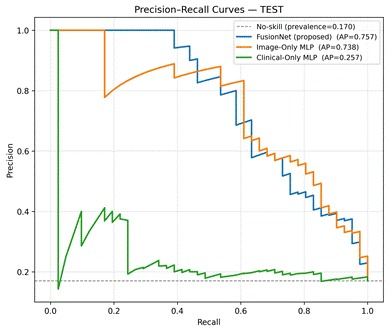 Precision–Recall Curves — TEST
No-skill (prevalence=0.170)
FusionNet (proposed) (AP=0.757)
Image-Only MLP (AP=0.738)
Clinical-Only MLP (AP=0.257)
Precision
1.0
0.8
0.6
0.4
0.2
0.0 0.2 0.4 0.6 0.8 1.0
Recall